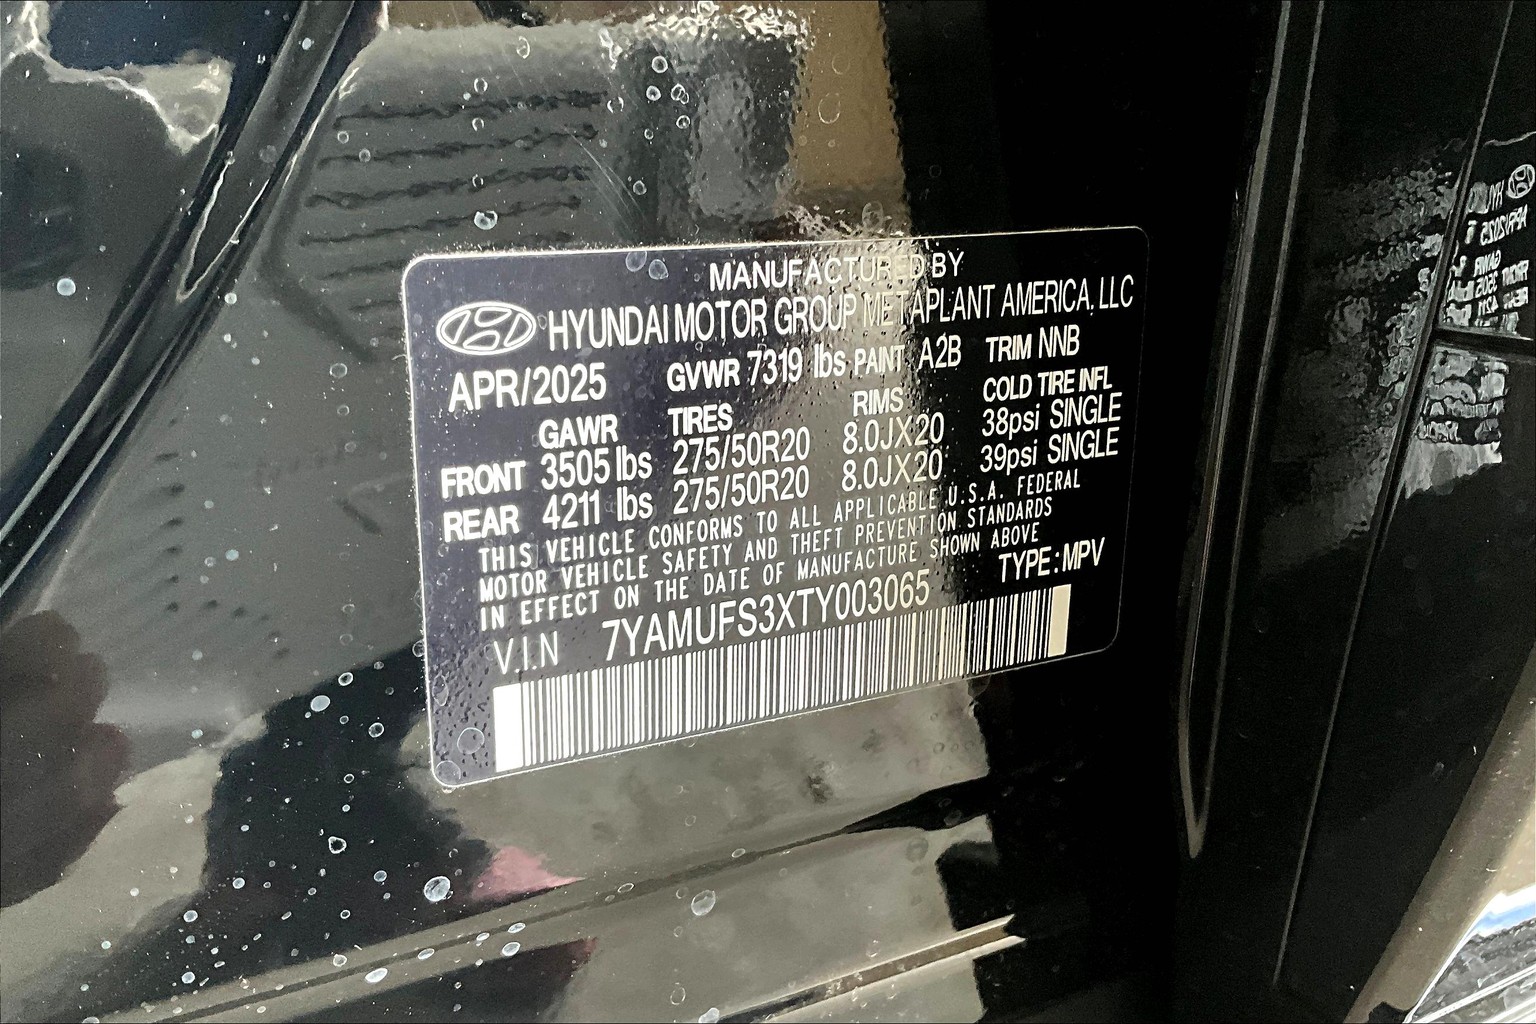 MANUFACTURED BY
HYUNDAI MOTOR GROUP METAPLANT AMERICA, LLC
APR/2025 GVWR 7319 lbs PAINT A2B TRIM NNB
GAWR TIRES RIMS COLD TIRE INFL
FRONT 3505 lbs 275/50R20 8.0JX20 38psi SINGLE
REAR 4211 lbs 275/50R20 8.0JX20 39psi SINGLE
THIS VEHICLE CONFORMS TO ALL APPLICABLE U.S.A. FEDERAL
MOTOR VEHICLE SAFETY AND THEFT PREVENTION STANDARDS
IN EFFECT ON THE DATE OF MANUFACTURE SHOWN ABOVE
V.I.N 7YAMUFS3XTY003065 TYPE:MPV